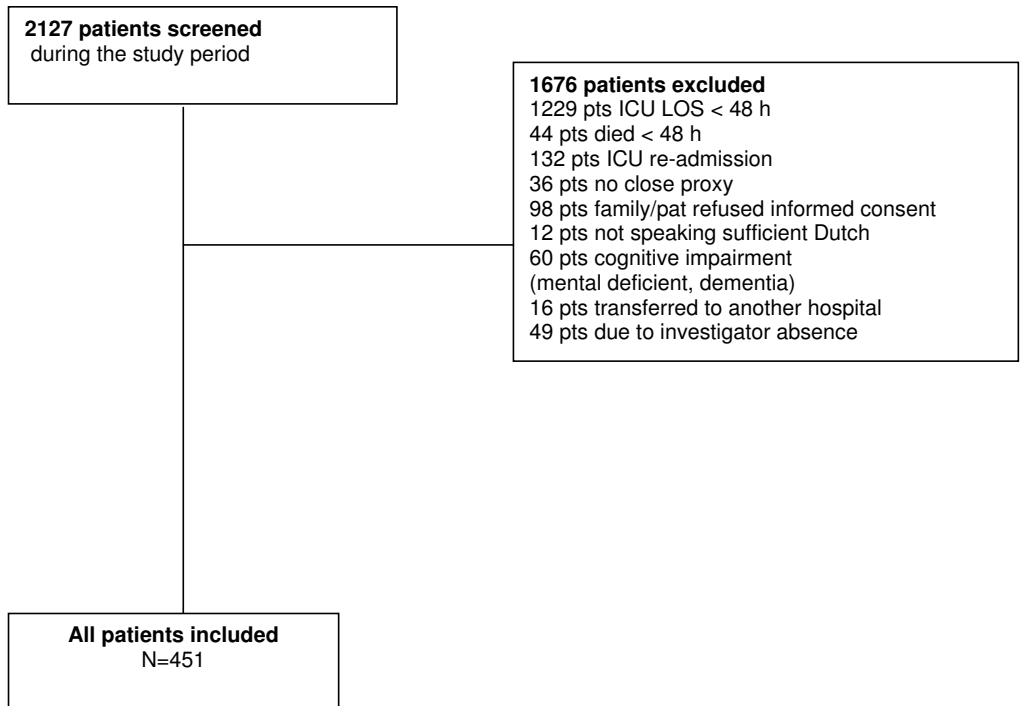 2127 patients screened
during the study period
1676 patients excluded
1229 pts ICU LOS < 48 h
44 pts died < 48 h
132 pts ICU re-admission
36 pts no close proxy
98 pts family/pat refused informed consent
12 pts not speaking sufficient Dutch
60 pts cognitive impairment
(mental deficient, dementia)
16 pts transferred to another hospital
49 pts due to investigator absence
All patients included
N=451